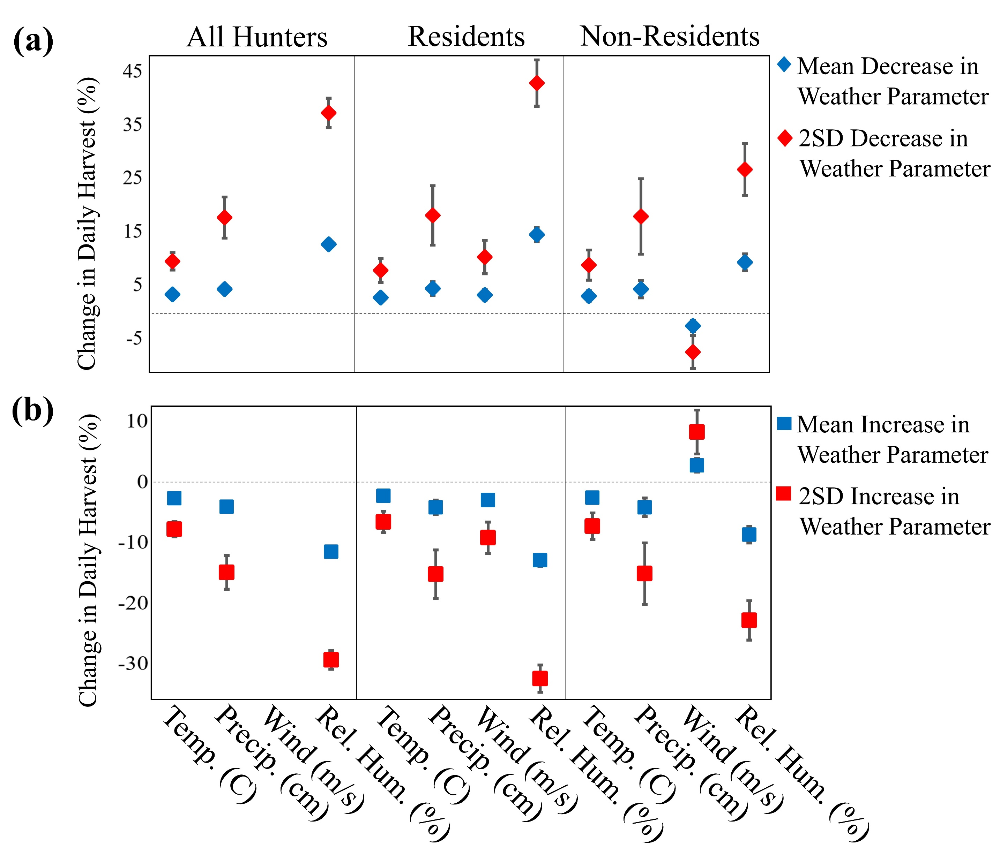 (a)
All Hunters
Residents
Non-Residents
Change in Daily Harvest (%)
45
35
25
15
5
-5
Mean Decrease in
Weather Parameter
2SD Decrease in
Weather Parameter
(b)
Change in Daily Harvest (%)
10
0
-10
-20
-30
Mean Increase in
Weather Parameter
2SD Increase in
Weather Parameter
Temp. (C)
Precip. (cm)
Wind (m/s)
Rel. Hum. (%)
Temp. (C)
Precip. (cm)
Wind (m/s)
Rel. Hum. (%)
Temp. (C)
Precip. (cm)
Wind (m/s)
Rel. Hum. (%)